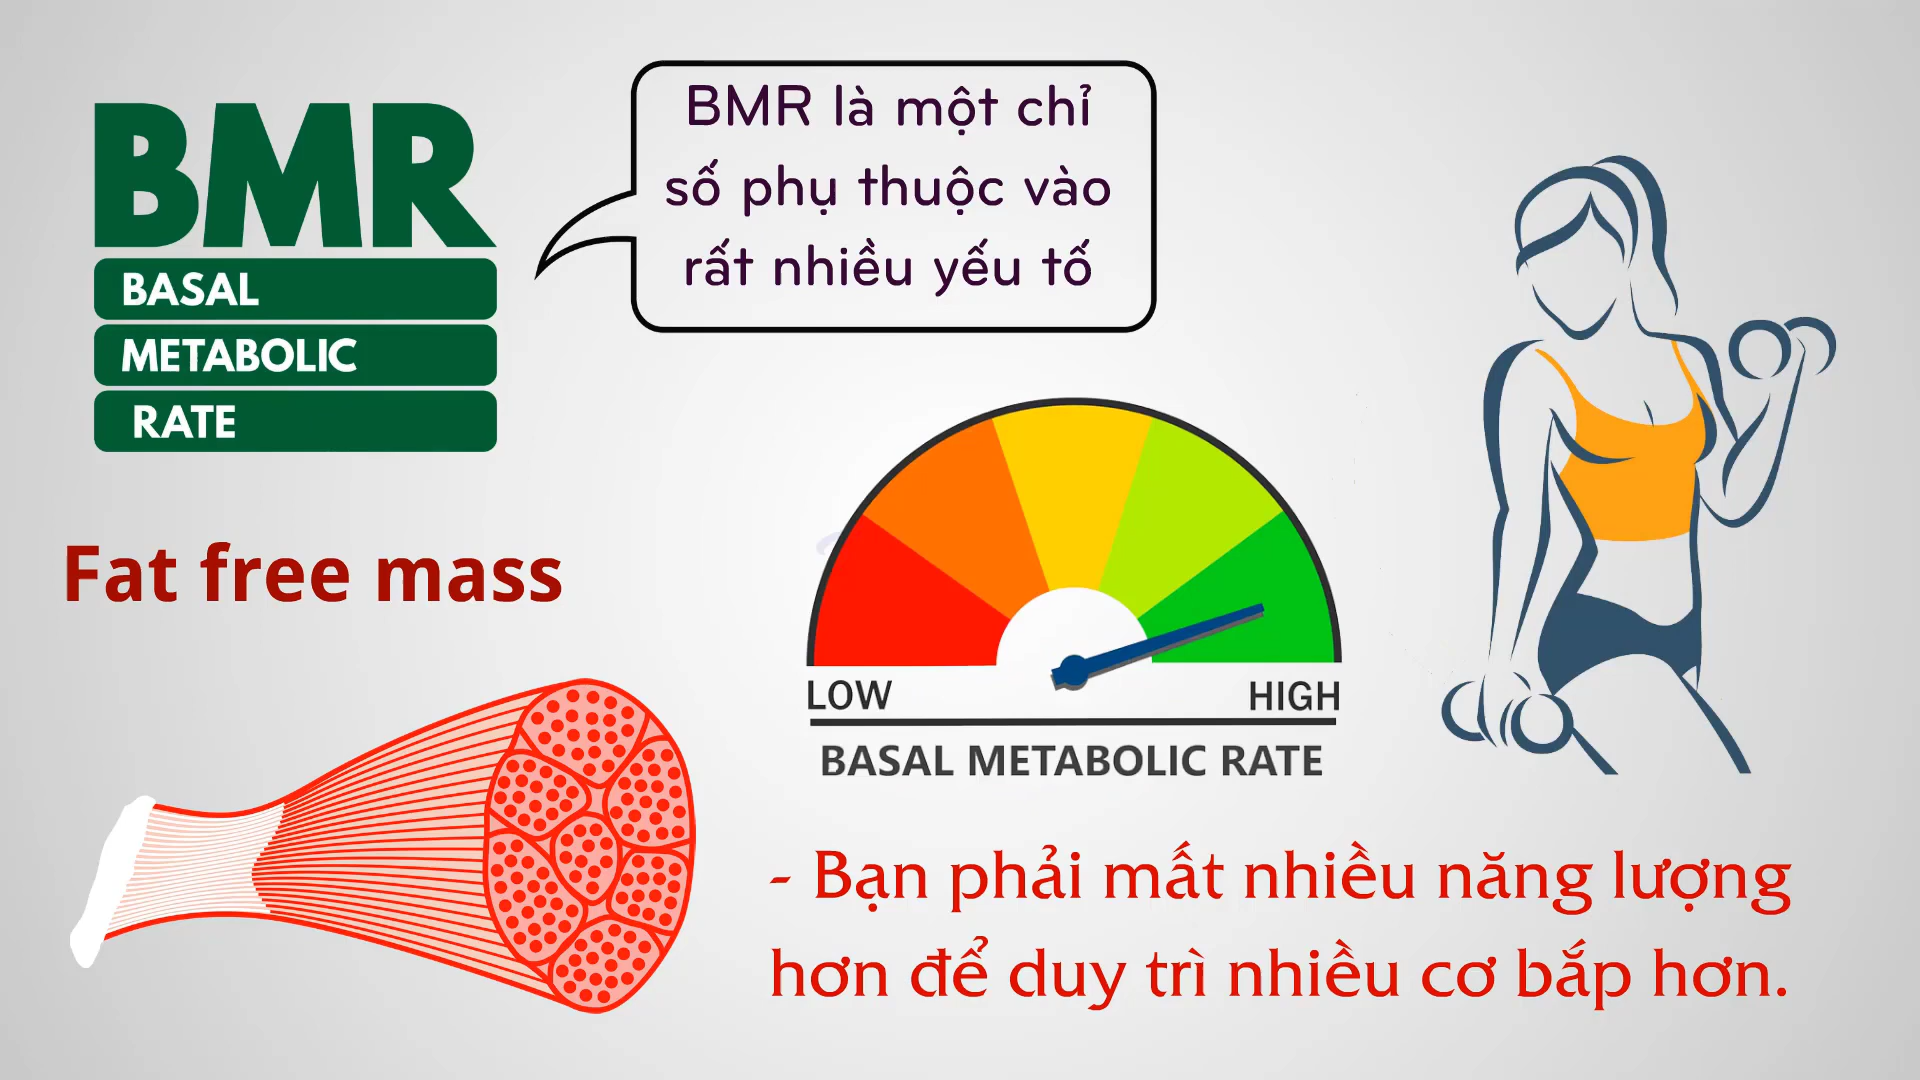 BMR
BASAL
METABOLIC
RATE
BMR là một chỉ
số phụ thuộc vào
rất nhiều yếu tố
Fat free mass
LOW
HIGH
BASAL METABOLIC RATE
- Bạn phải mất nhiều năng lượng
hơn để duy trì nhiều cơ bắp hơn.